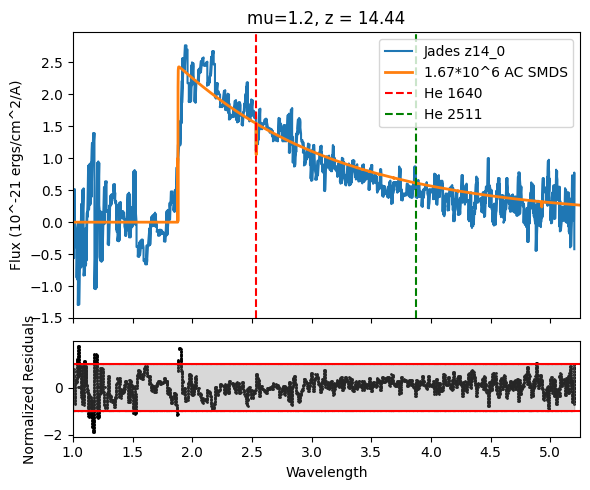 mu=1.2, z = 14.44
Flux (10^-21 ergs/cm^2/A)
2.5
2.0
1.5
1.0
0.5
0.0
−0.5
−1.0
−1.5
Jades z14_0
1.67*10^6 AC SMDS
He 1640
He 2511
Normalized Residuals
0
−2
1.0 1.5 2.0 2.5 3.0 3.5 4.0 4.5 5.0
Wavelength